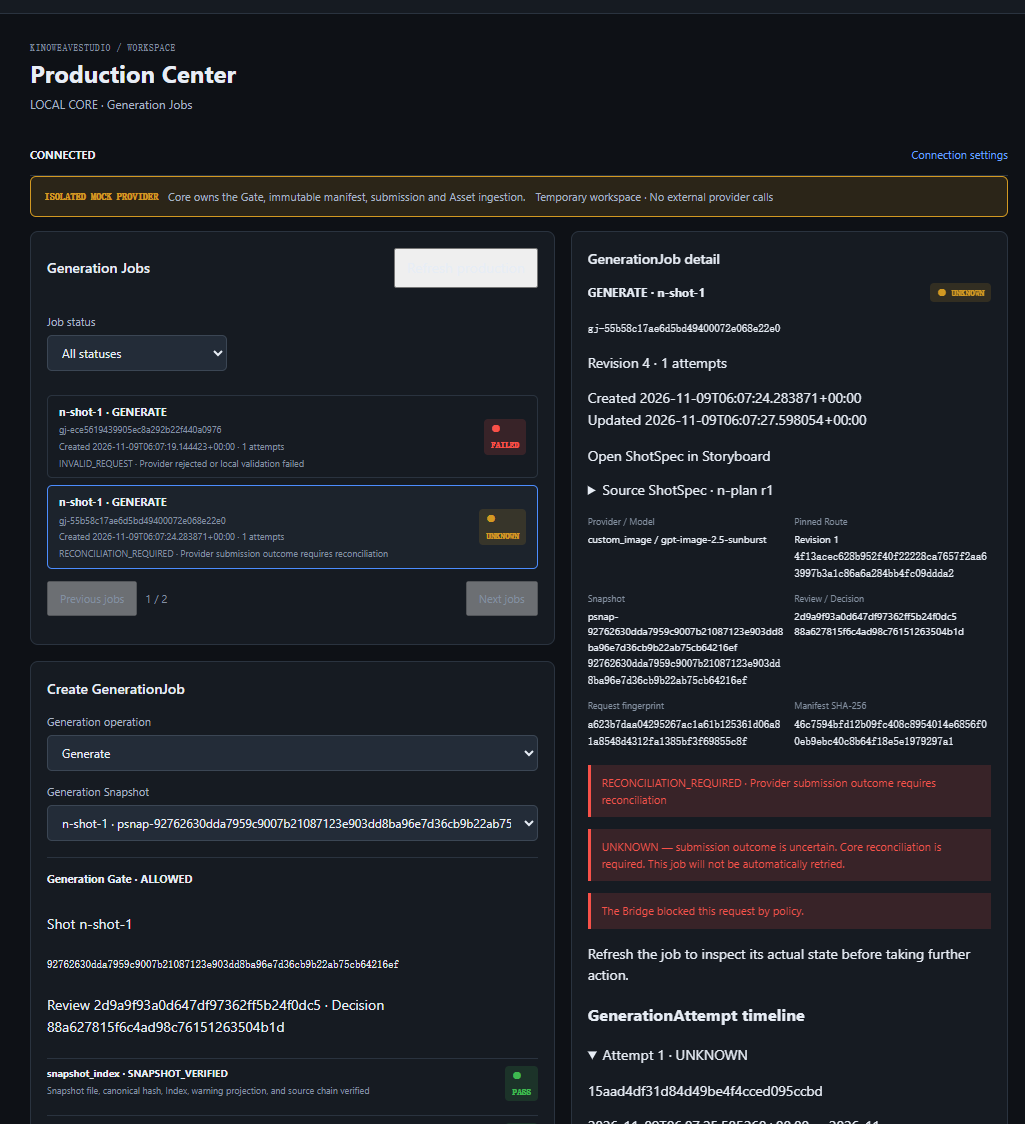 KINOWEAVESTUDIO / WORKSPACE
Production Center
LOCAL CORE · Generation Jobs
CONNECTED
Connection settings
ISOLATED MOCK PROVIDER Core owns the Gate, immutable manifest, submission and Asset ingestion. Temporary workspace · No external provider calls
Generation Jobs
Job status
All statuses
n-shot-1 · GENERATE
gj-ece5619439905ec8a292b22f440a0976
Created 2026-11-09T06:07:19.144423+00:00 · 1 attempts
INVALID_REQUEST · Provider rejected or local validation failed
FAILED
n-shot-1 · GENERATE
gj-55b58c17ae6d5bd49400072e068e22e0
Created 2026-11-09T06:07:24.283871+00:00 · 1 attempts
RECONCILIATION_REQUIRED · Provider submission outcome requires reconciliation
UNKNOWN
Previous jobs
1 / 2
Next jobs
Create GenerationJob
Generation operation
Generate
Generation Snapshot
n-shot-1 · psnap-92762630dda7959c9007b21087123e903dd8ba96e7d36cb9b22ab75
Generation Gate · ALLOWED
Shot n-shot-1
92762630dda7959c9007b21087123e903dd8ba96e7d36cb9b22ab75cb64216ef
Review 2d9a9f93a0d647df97362ff5b24f0dc5 · Decision
88a627815f6c4ad98c76151263504b1d
snapshot_index · SNAPSHOT_VERIFIED
Snapshot file, canonical hash, Index, warning projection, and source chain verified
PASS
GenerationJob detail
GENERATE · n-shot-1
UNKNOWN
gj-55b58c17ae6d5bd49400072e068e22e0
Revision 4 · 1 attempts
Created 2026-11-09T06:07:24.283871+00:00
Updated 2026-11-09T06:07:27.598054+00:00
Open ShotSpec in Storyboard
▶ Source ShotSpec · n-plan r1
Provider / Model
custom_image / gpt-image-2.5-sunburst
Pinned Route
Revision 1
4f13acec628b952f40f22228ca7657f2aa6
3997b3a1c86a6a284bb4fc09ddda2
Snapshot
psnap-
92762630dda7959c9007b21087123e903dd8
ba96e7d36cb9b22ab75cb64216ef
92762630dda7959c9007b21087123e903dd
8ba96e7d36cb9b22ab75cb64216ef
Review / Decision
2d9a9f93a0d647df97362ff5b24f0dc5
88a627815f6c4ad98c76151263504b1d
Request fingerprint
a623b7daa04295267ac1a61b125361d06a8
1a8548d4312fa1385bf3f69855c8f
Manifest SHA-256
46c7594bfd12b09fc408c8954014e6856f0
0eb9ebc40c8b64f18e5e1979297a1
RECONCILIATION_REQUIRED · Provider submission outcome requires
reconciliation
UNKNOWN — submission outcome is uncertain. Core reconciliation is
required. This job will not be automatically retried.
The Bridge blocked this request by policy.
Refresh the job to inspect its actual state before taking further
action.
GenerationAttempt timeline
▼ Attempt 1 · UNKNOWN
15aad4df31d84d49be4f4cced095ccbd